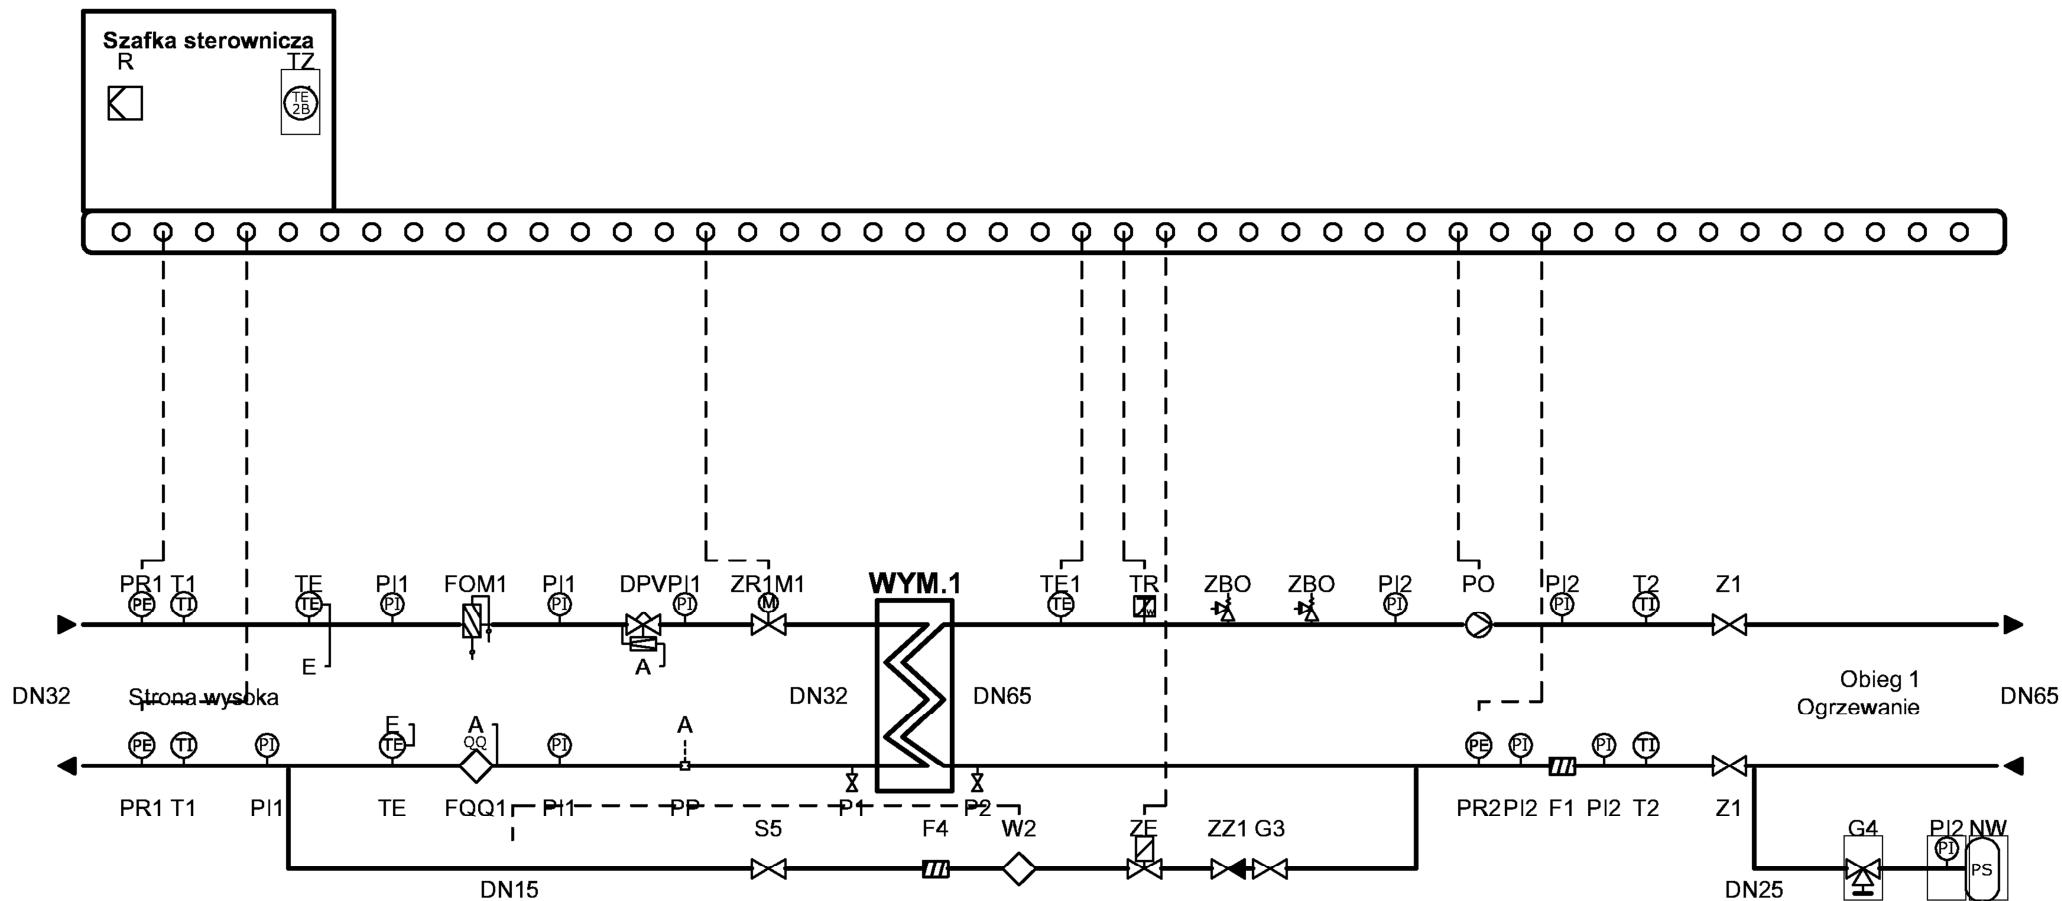 Szafka sterownicza
R TZ
TE
2B
PR1 T1 TE PI1 FOM1 PI1 DPV PI1 ZR1M1 WYM.1 TE1 TR ZBO ZBO PI2 PO PI2 T2 Z1
PE TI TE PI PI PI M TE PI PI TI
E A
DN32 Strona wysoka DN32 DN65 Obieg 1 DN65
Ogrzewanie
E A A
PE TI PI TE QQ PI PE PI PI TI
PR1 T1 PI1 TE FQQ1 PI1 PP P1 P2 PR2 PI2 F1 PI2 T2 Z1
S5 F4 W2 ZE ZZ1 G3 G4 PI2 NW
PI
PS
DN15 DN25